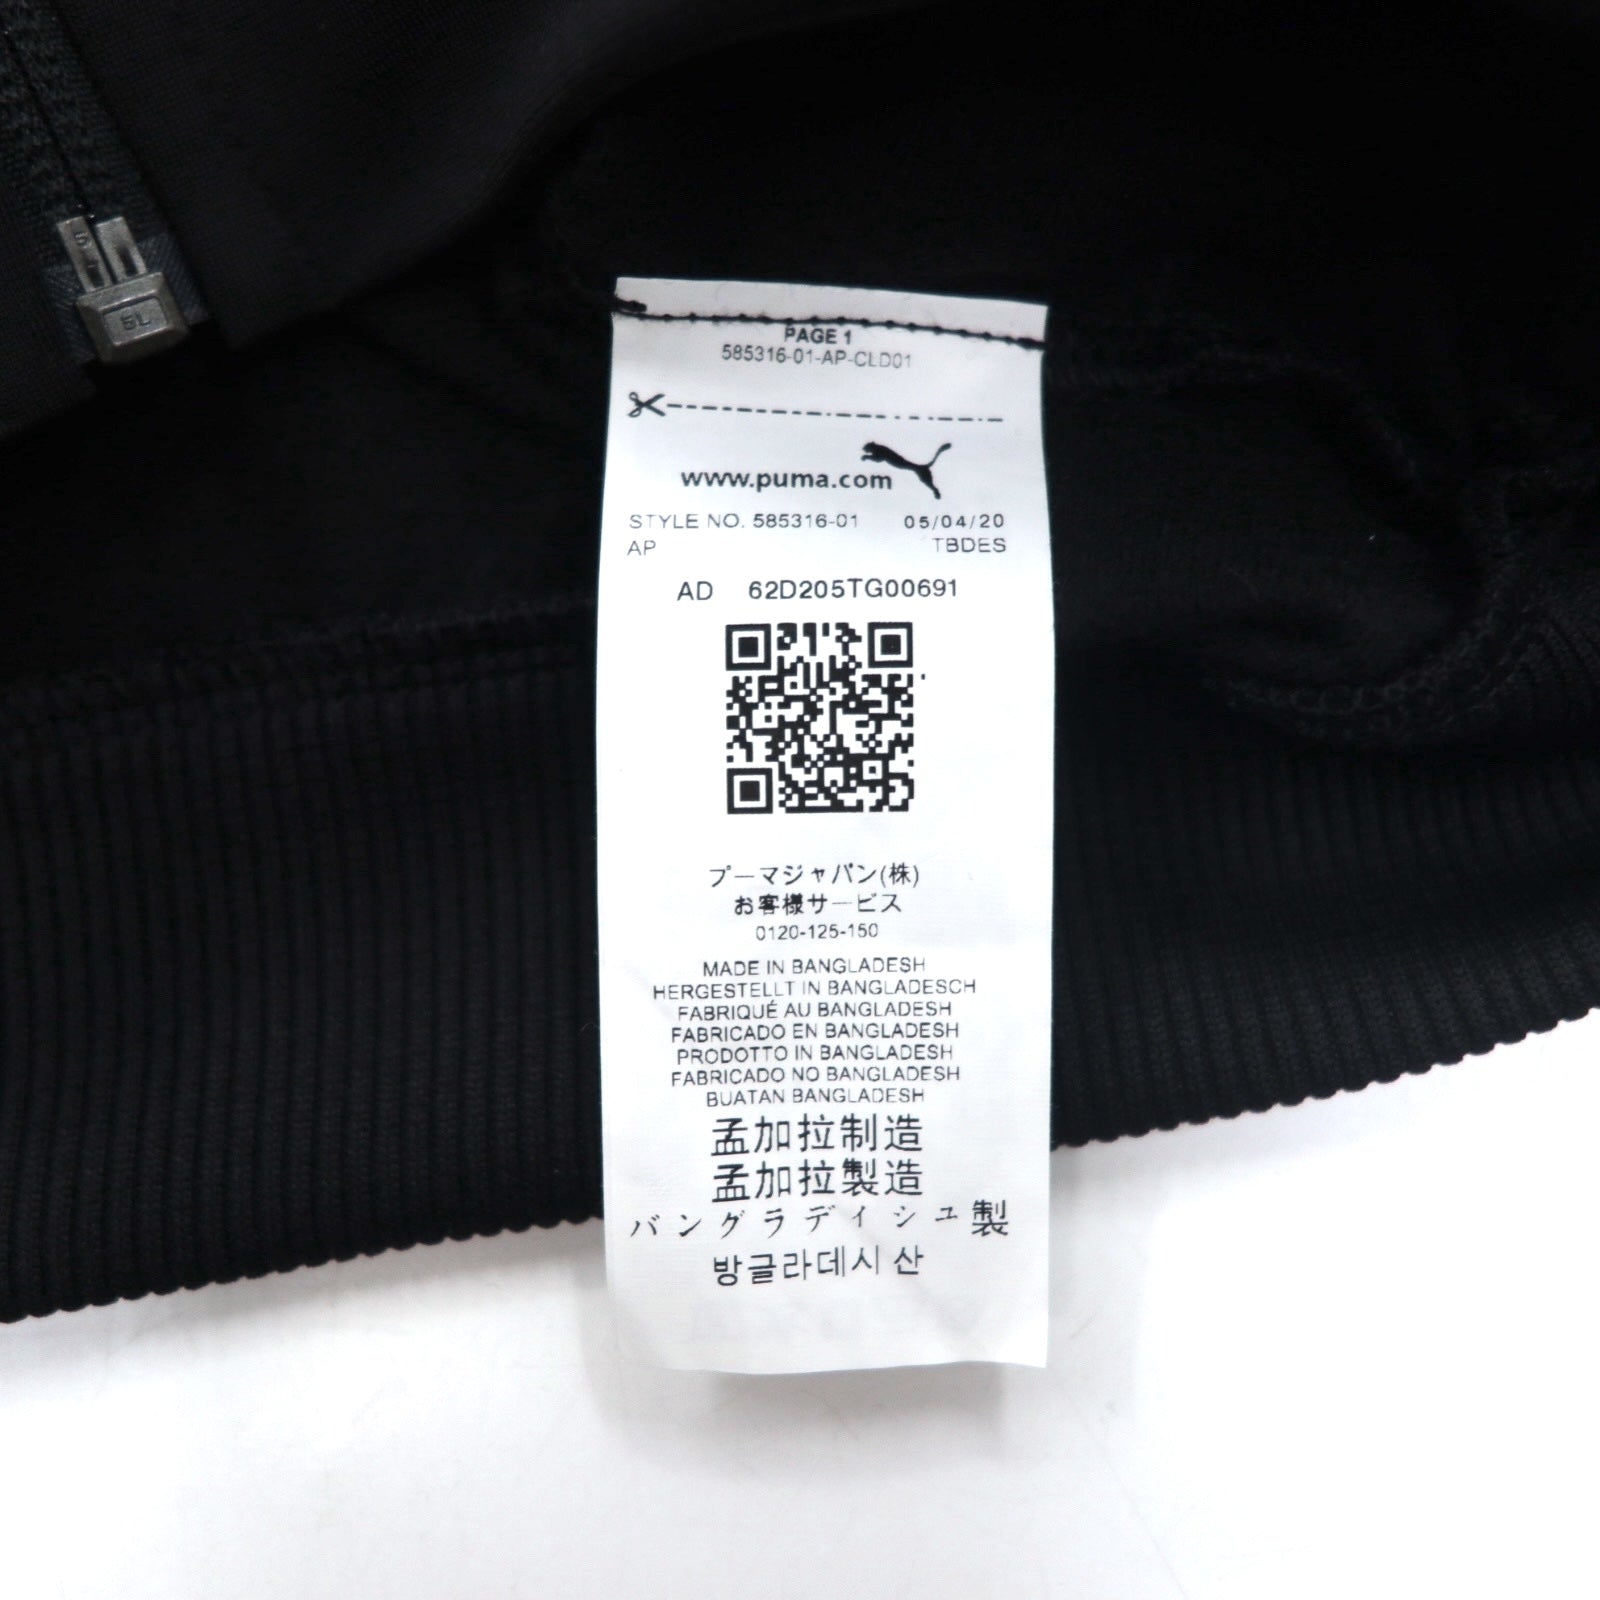 5L
PAGE 1
585316-01-AP-CLD01
www.puma.com
STYLE NO. 585316-01 05/04/20
AP TBDES
AD 62D205TG00691
プーマジャパン(株)
お客様サービス
0120-125-150
MADE IN BANGLADESH
HERGESTELLT IN BANGLADESCH
FABRIQUÉ AU BANGLADESH
FABRICADO EN BANGLADESH
PRODOTTO IN BANGLADESH
FABRICADO NO BANGLADESH
BUATAN BANGLADESH
孟加拉制造
孟加拉製造
バングラディシュ製
방글라데시 산